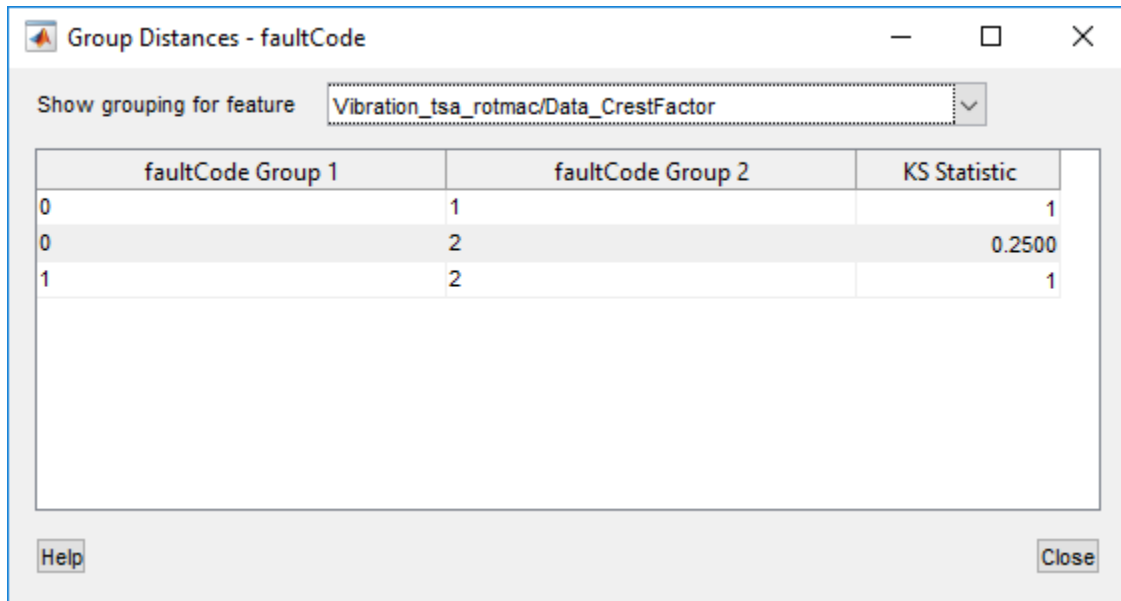 Group Distances - faultCode
Show grouping for feature Vibration_tsa_rotmac/Data_CrestFactor
faultCode Group 1 faultCode Group 2 KS Statistic
0 1 1
0 2 0.2500
1 2 1
Help Close